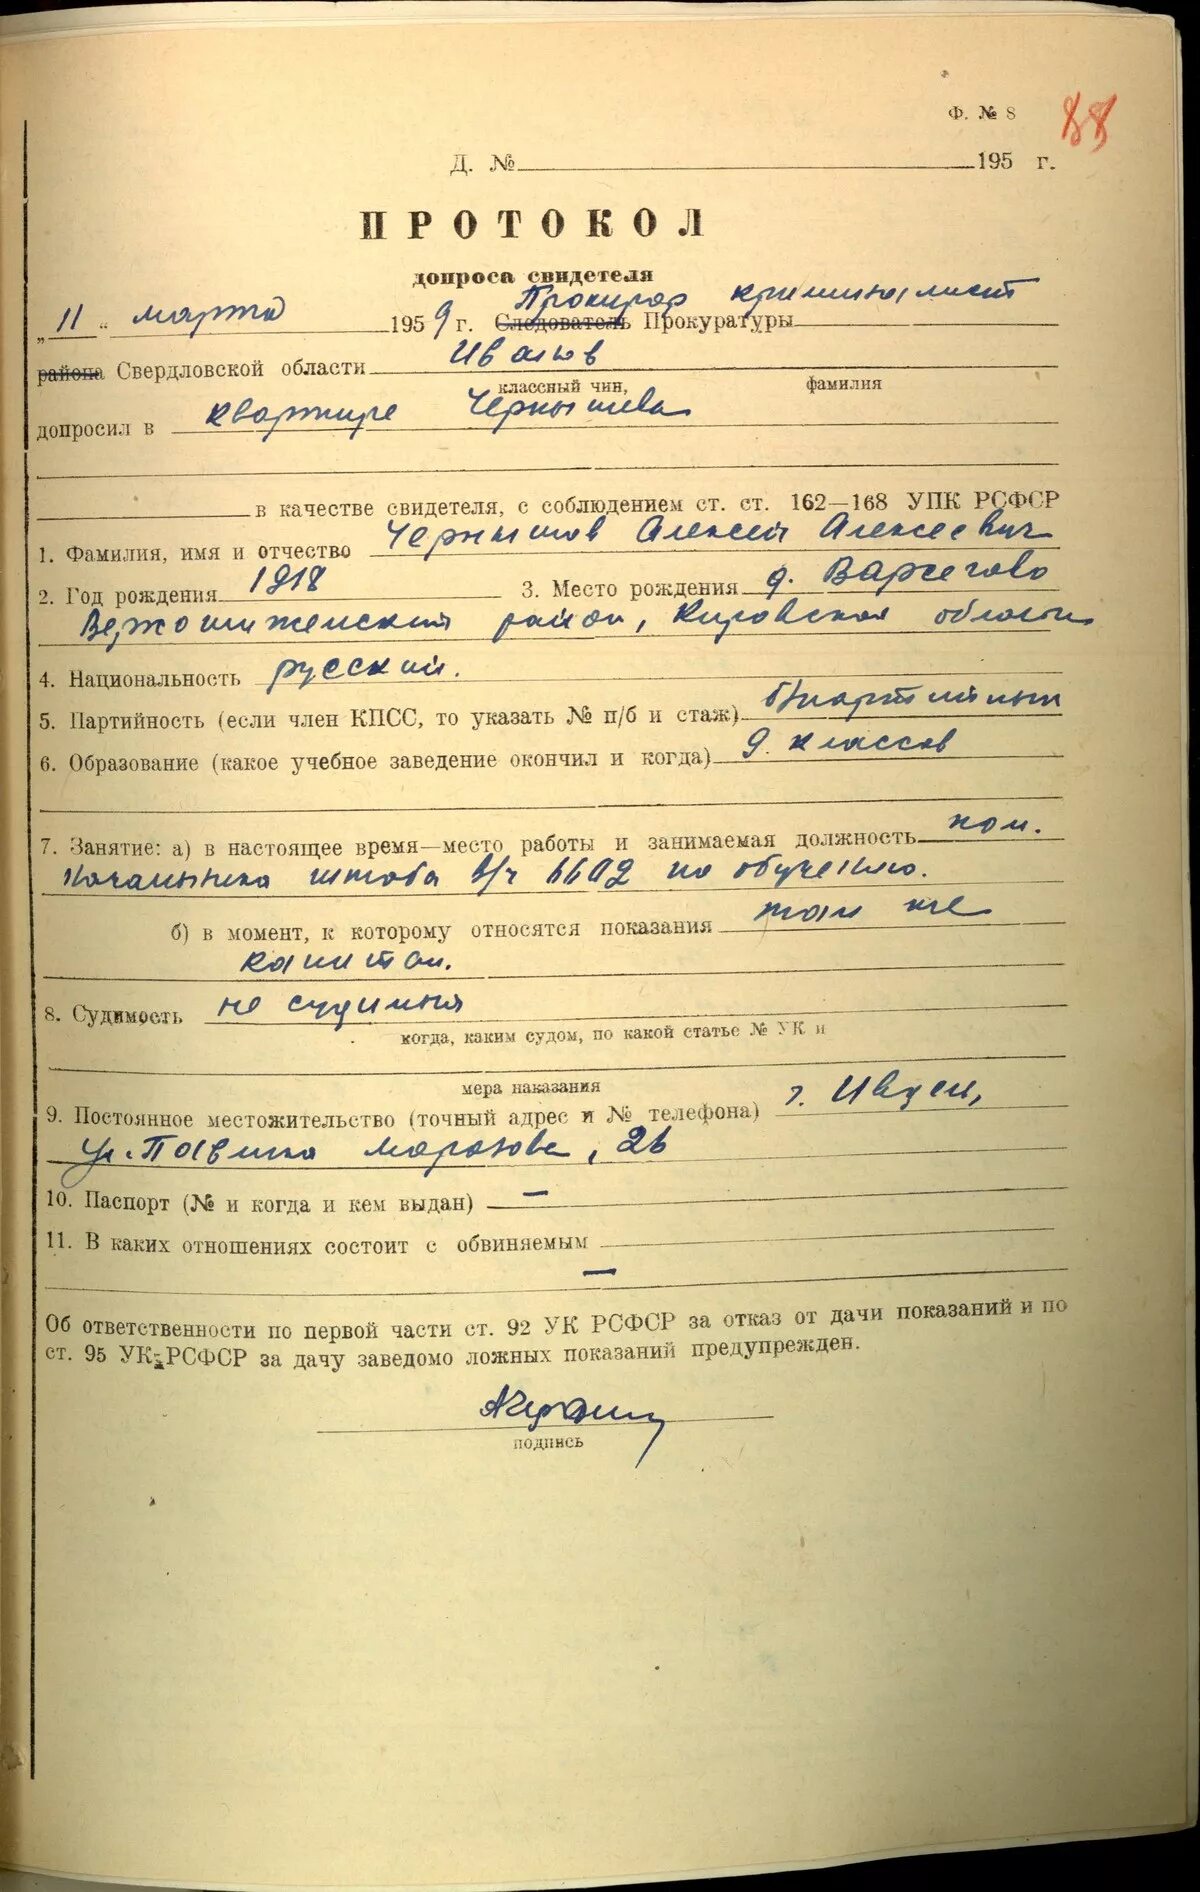 Ф. № 8 88
Д. № 195 г.
ПРОТОКОЛ
допроса свидетеля
Прокурор криминалист
„ 11 „ марта 1959 г. Следователь Прокуратуры
района Свердловской области Иванов
классный чин, фамилия
допросил в квартире Чернышева
в качестве свидетеля, с соблюдением ст. ст. 162—168 УПК РСФСР
1. Фамилия, имя и отчество Чернышов Алексей Алексеевич
2. Год рождения 1918 3. Место рождения д. Варсегово
Верхошиженский район, Кировская область
4. Национальность русский.
5. Партийность (если член КПСС, то указать № п/б и стаж) б/партийный
6. Образование (какое учебное заведение окончил и когда) 9. классов
7. Занятие: а) в настоящее время—место работы и занимаемая должность пом.
начальника штаба в/ч 6602 по обучению.
б) в момент, к которому относятся показания там же
капитан.
8. Судимость не судимый
когда, каким судом, по какой статье № УК и
мера наказания
9. Постоянное местожительство (точный адрес и № телефона) г. Ивдель,
ул. Павлика Морозова, 26
10. Паспорт (№ и когда и кем выдан) —
11. В каких отношениях состоит с обвиняемым
—
Об ответственности по первой части ст. 92 УК РСФСР за отказ от дачи показаний и по
ст. 95 УК РСФСР за дачу заведомо ложных показаний предупрежден.
подпись